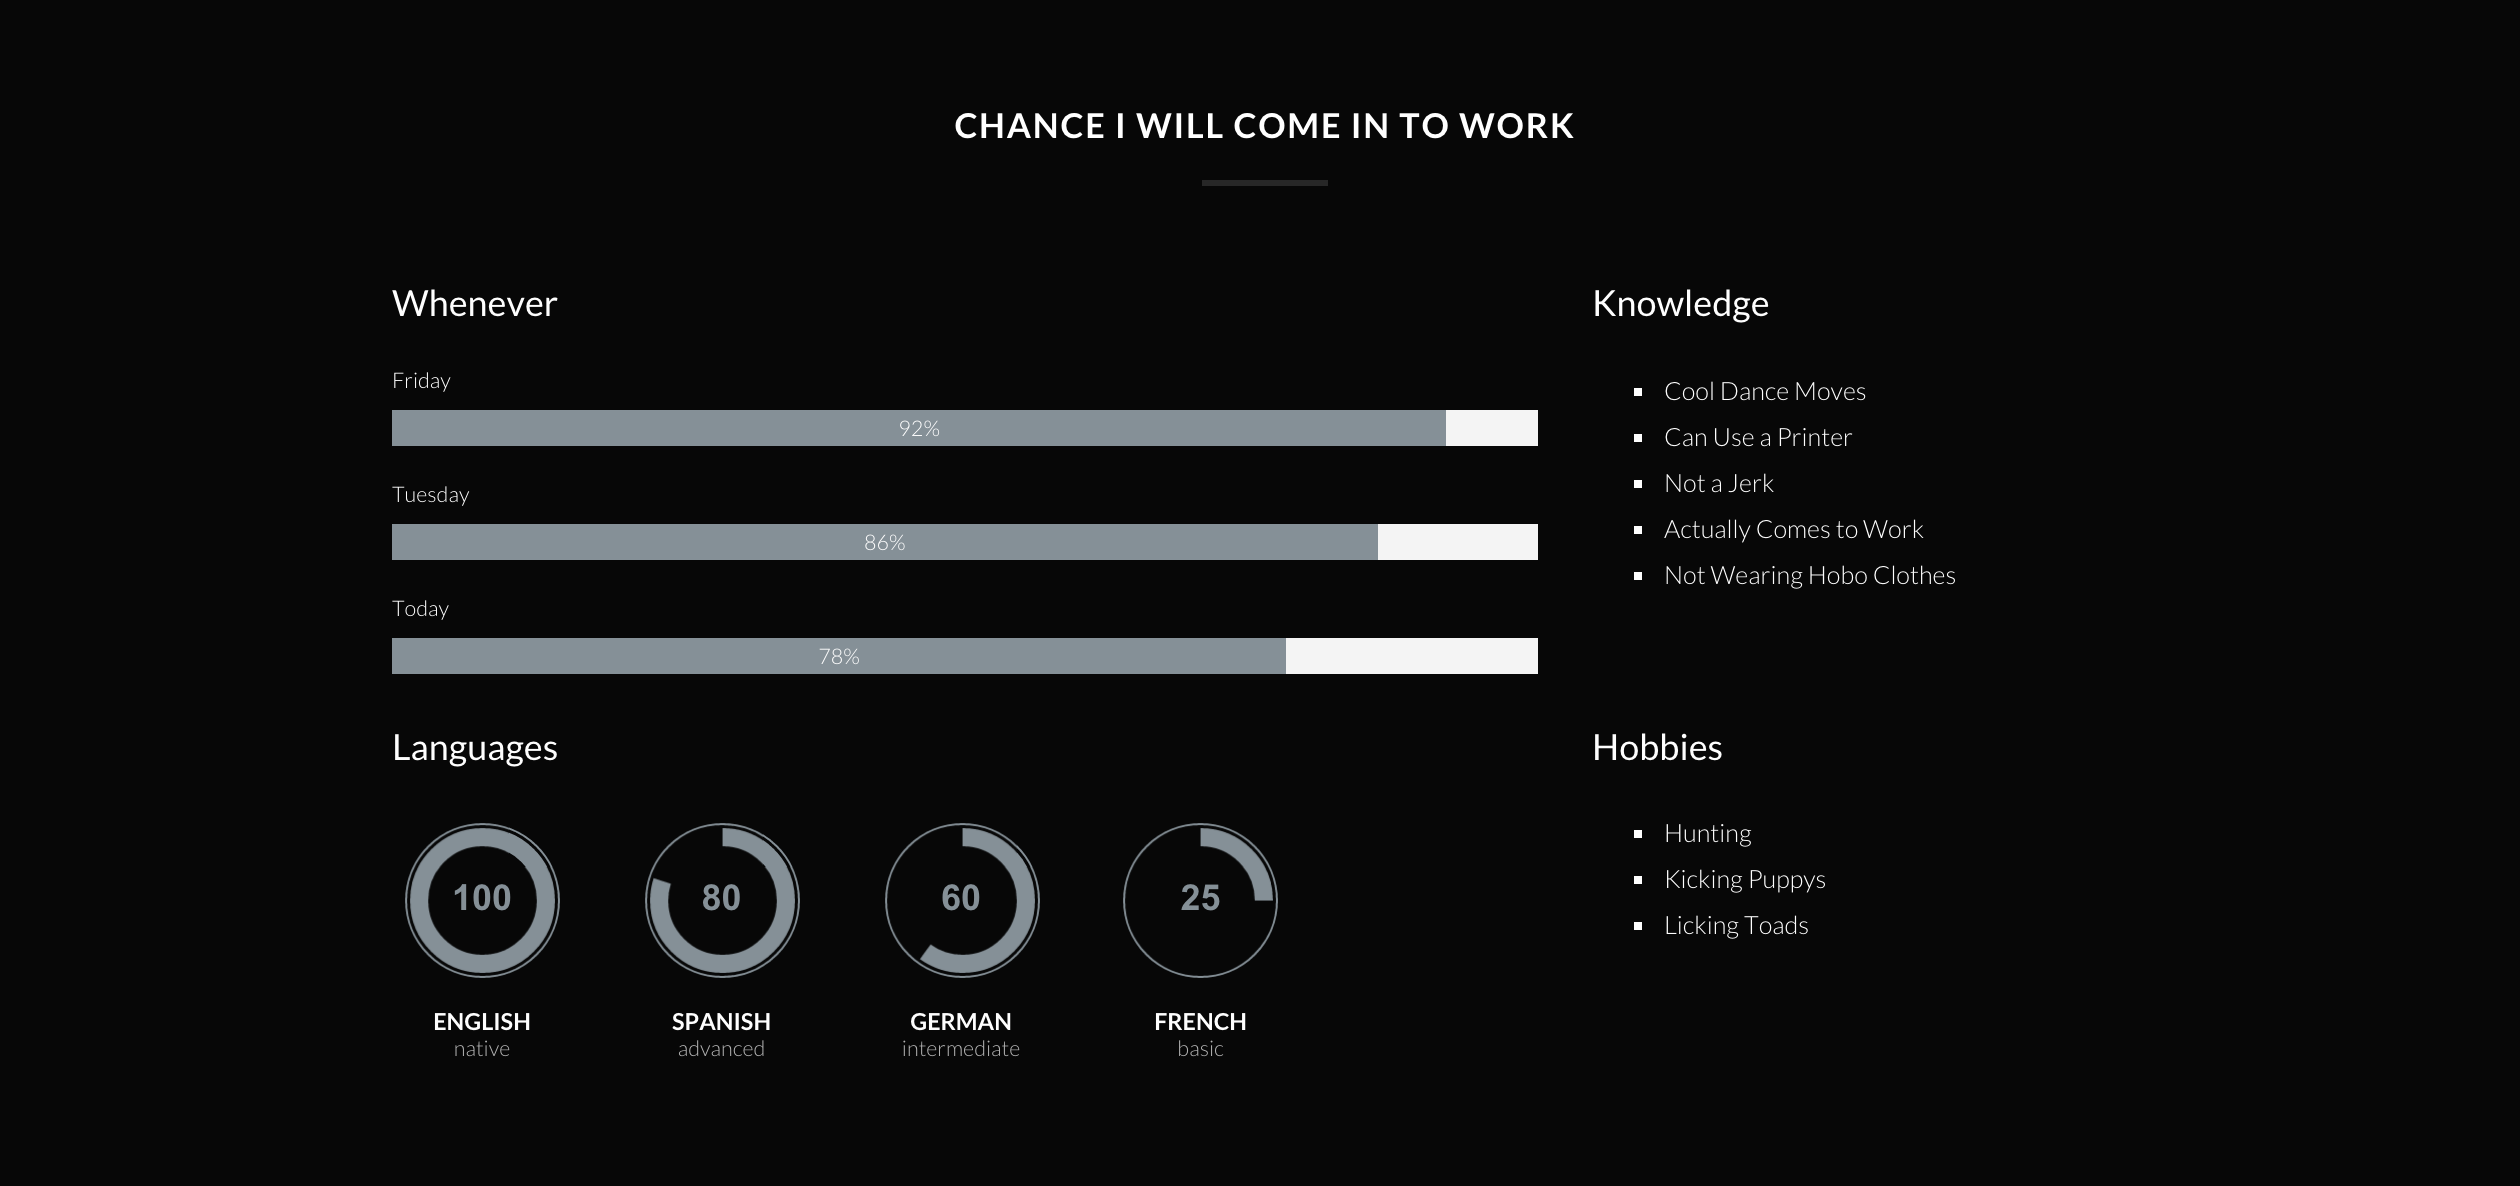 CHANCE I WILL COME IN TO WORK
Whenever
Friday
92%
Tuesday
86%
Today
78%
Knowledge
Cool Dance Moves
Can Use a Printer
Not a Jerk
Actually Comes to Work
Not Wearing Hobo Clothes
Languages
100
80
60
25
ENGLISH
native
SPANISH
advanced
GERMAN
intermediate
FRENCH
basic
Hobbies
Hunting
Kicking Puppys
Licking Toads